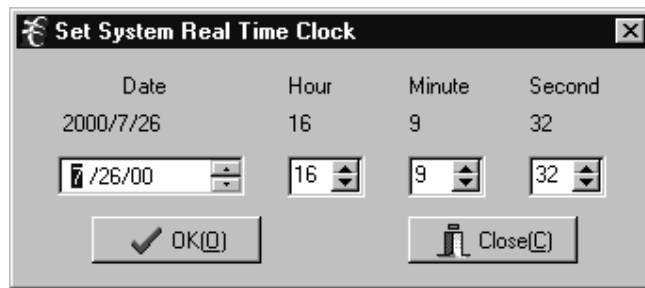 Set System Real Time Clock
Date Hour Minute Second
2000/7/26 16 9 32
7/26/00 16 9 32
OK(O) Close(C)